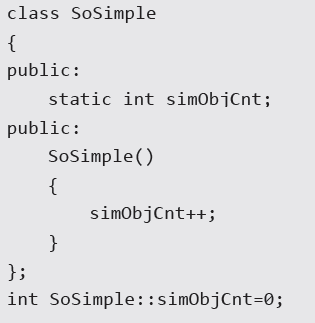 class SoSimple
{
public:
    static int simObjCnt;
public:
    SoSimple()
    {
        simObjCnt++;
    }
};
int SoSimple::simObjCnt=0;